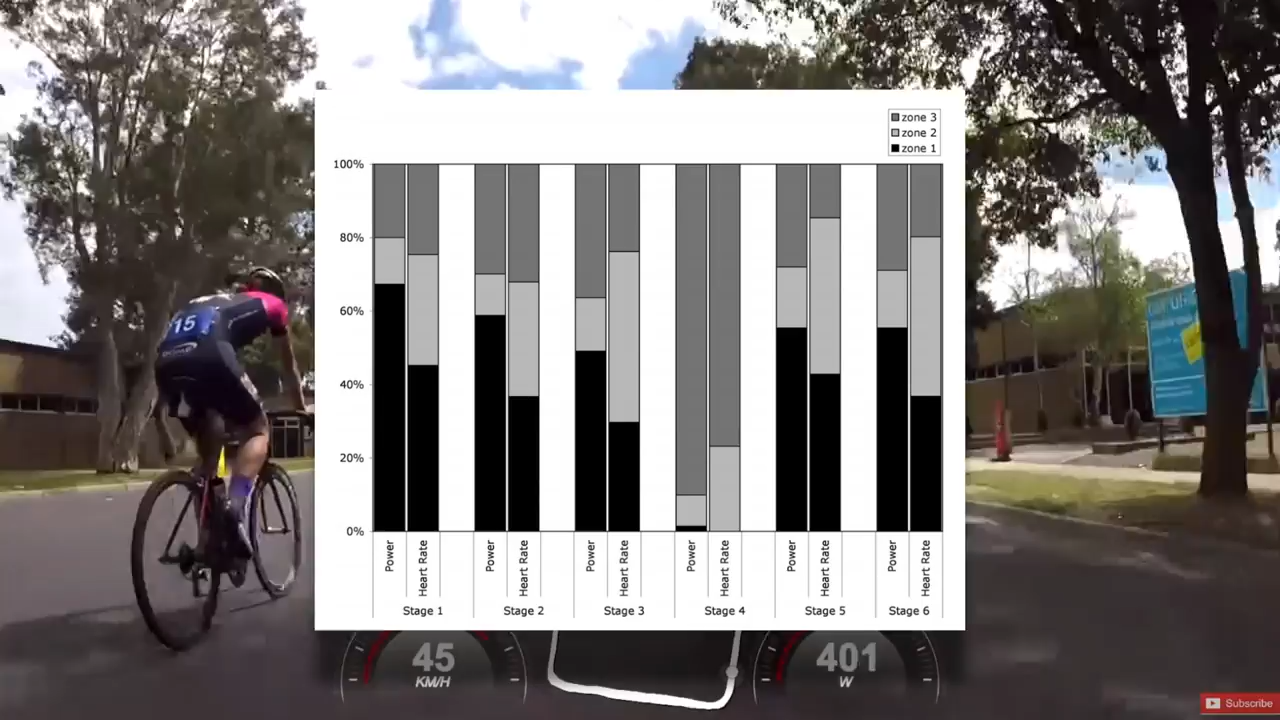 zone 3
zone 2
zone 1
100%
80%
60%
40%
20%
0%
Power
Heart Rate
Power
Heart Rate
Power
Heart Rate
Power
Heart Rate
Power
Heart Rate
Power
Heart Rate
Stage 1
Stage 2
Stage 3
Stage 4
Stage 5
Stage 6
15
45
KM/H
401
W
Subscribe